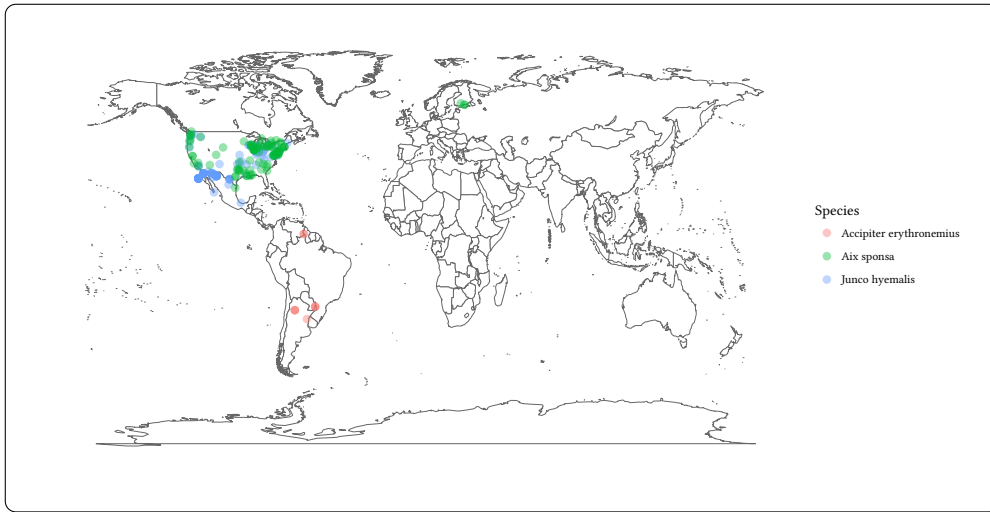 Species
Accipiter erythronemius
Aix sponsa
Junco hyemalis